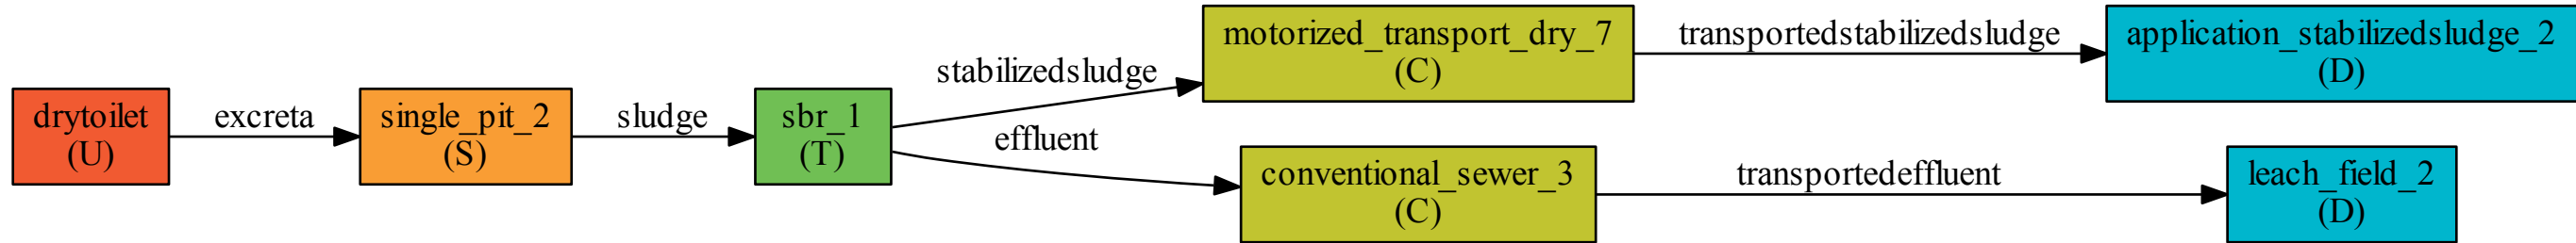 drytoilet
(U)
excreta
single_pit_2
(S)
sludge
sbr_1
(T)
stabilizedsludge
effluent
motorized_transport_dry_7
(C)
transportedstabilizedsludge
application_stabilizedsludge_2
(D)
conventional_sewer_3
(C)
transportedeffluent
leach_field_2
(D)